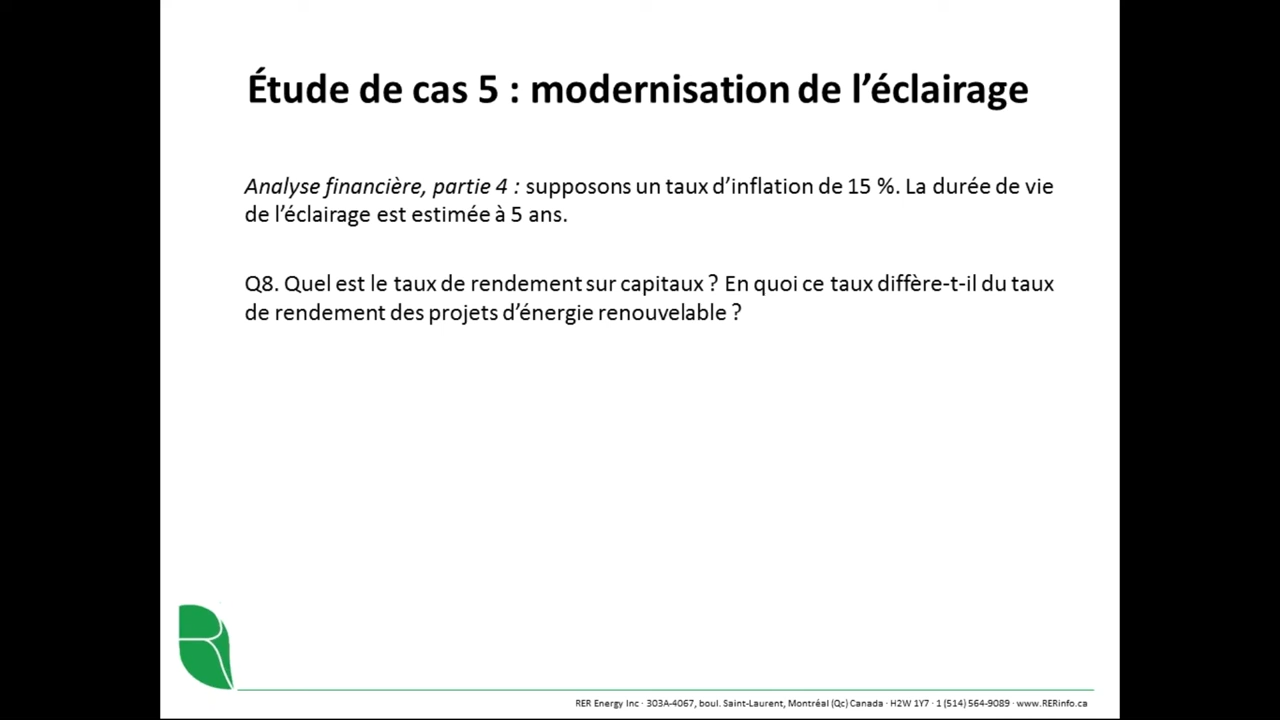 Étude de cas 5 : modernisation de l’éclairage
Analyse financière, partie 4 : supposons un taux d’inflation de 15 %. La durée de vie
de l’éclairage est estimée à 5 ans.
Q8. Quel est le taux de rendement sur capitaux ? En quoi ce taux diffère-t-il du taux
de rendement des projets d’énergie renouvelable ?
RER Energy Inc · 303A-4067, boul. Saint-Laurent, Montréal (Qc) Canada · H2W 1Y7 · 1 (514) 564-9089 · www.RERinfo.ca